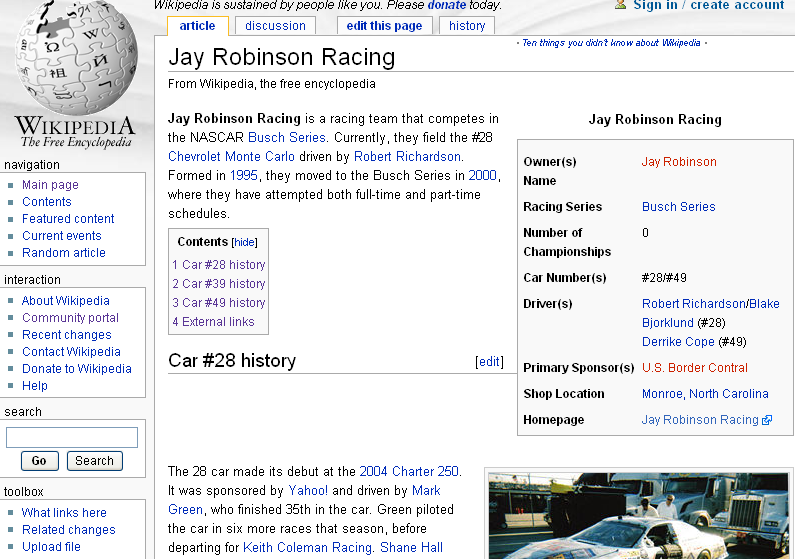 Wikipedia is sustained by people like you. Please donate today.
Sign in / create account
article
discussion
edit this page
history
- Ten things you didn't know about Wikipedia -
Jay Robinson Racing
From Wikipedia, the free encyclopedia
WIKIPEDIA
The Free Encyclopedia
navigation
Main page
Contents
Featured content
Current events
Random article
interaction
About Wikipedia
Community portal
Recent changes
Contact Wikipedia
Donate to Wikipedia
Help
search
Go
Search
toolbox
What links here
Related changes
Upload file
Jay Robinson Racing is a racing team that competes in
the NASCAR Busch Series. Currently, they field the #28
Chevrolet Monte Carlo driven by Robert Richardson.
Formed in 1995, they moved to the Busch Series in 2000,
where they have attempted both full-time and part-time
schedules.
Contents [hide]
1 Car #28 history
2 Car #39 history
3 Car #49 history
4 External links
Car #28 history
[edit]
The 28 car made its debut at the 2004 Charter 250.
It was sponsored by Yahoo! and driven by Mark
Green, who finished 35th in the car. Green piloted
the car in six more races that season, before
departing for Keith Coleman Racing. Shane Hall
Jay Robinson Racing
Owner(s) Name Jay Robinson
Racing Series Busch Series
Number of Championships 0
Car Number(s) #28/#49
Driver(s) Robert Richardson/Blake
Bjorklund (#28)
Derrike Cope (#49)
Primary Sponsor(s) U.S. Border Contral
Shop Location Monroe, North Carolina
Homepage Jay Robinson Racing